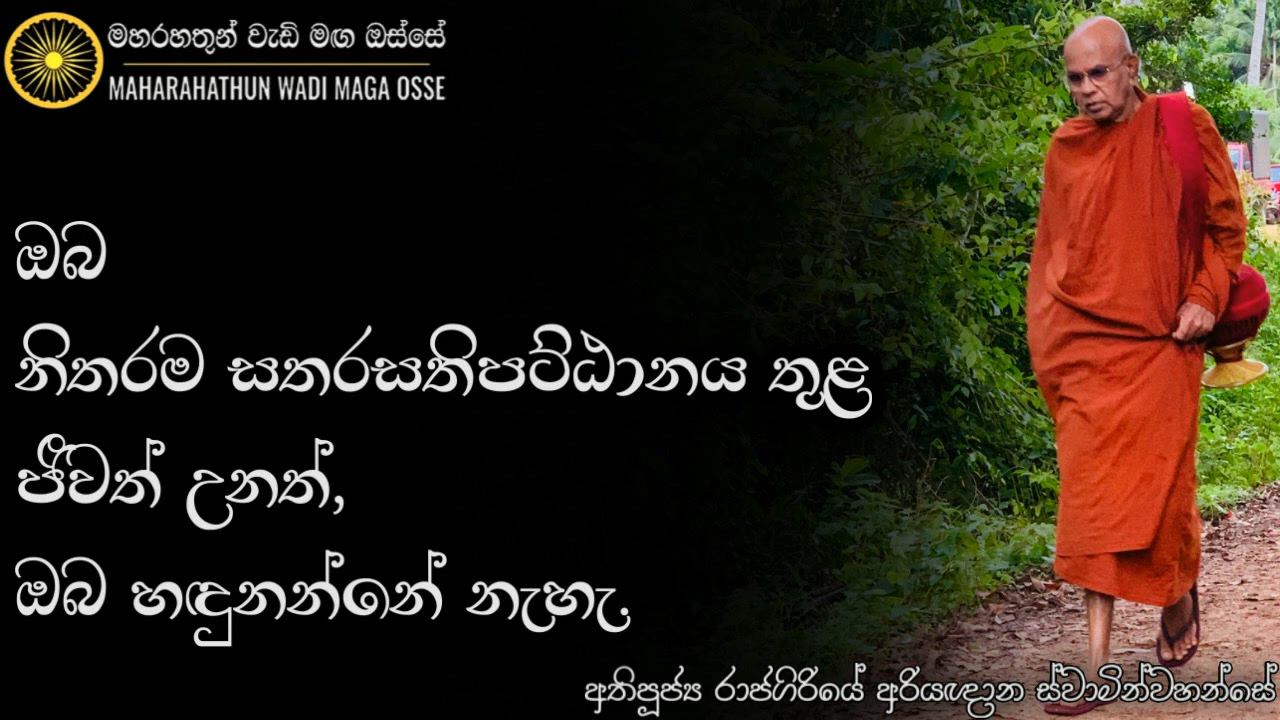 මහරහතුන් වැඩි මඟ ඔස්සේ
MAHARAHATHUN WADI MAGA OSSE
ඔබ
නිතරම සතරසතිපට්ඨානය තුළ
ජීවත් උනත්,
ඔබ හඳුනන්නේ නැහැ.
අතිපූජ්‍ය රාජගිරියේ අරියඥාන ස්වාමින්වහන්සේ